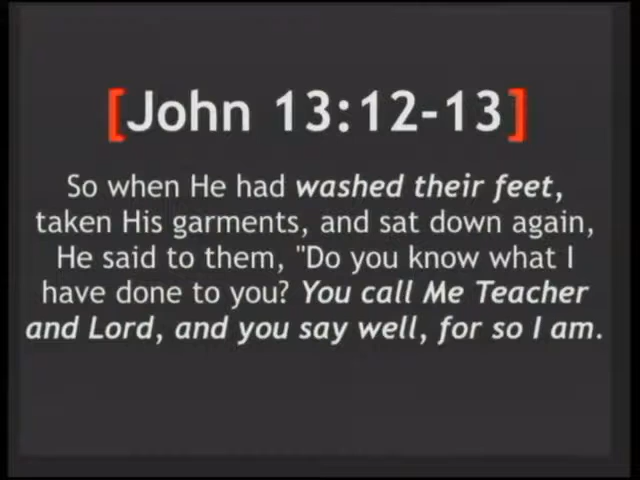 [John 13:12-13]
So when He had washed their feet,
taken His garments, and sat down again,
He said to them, "Do you know what I
have done to you? You call Me Teacher
and Lord, and you say well, for so I am.